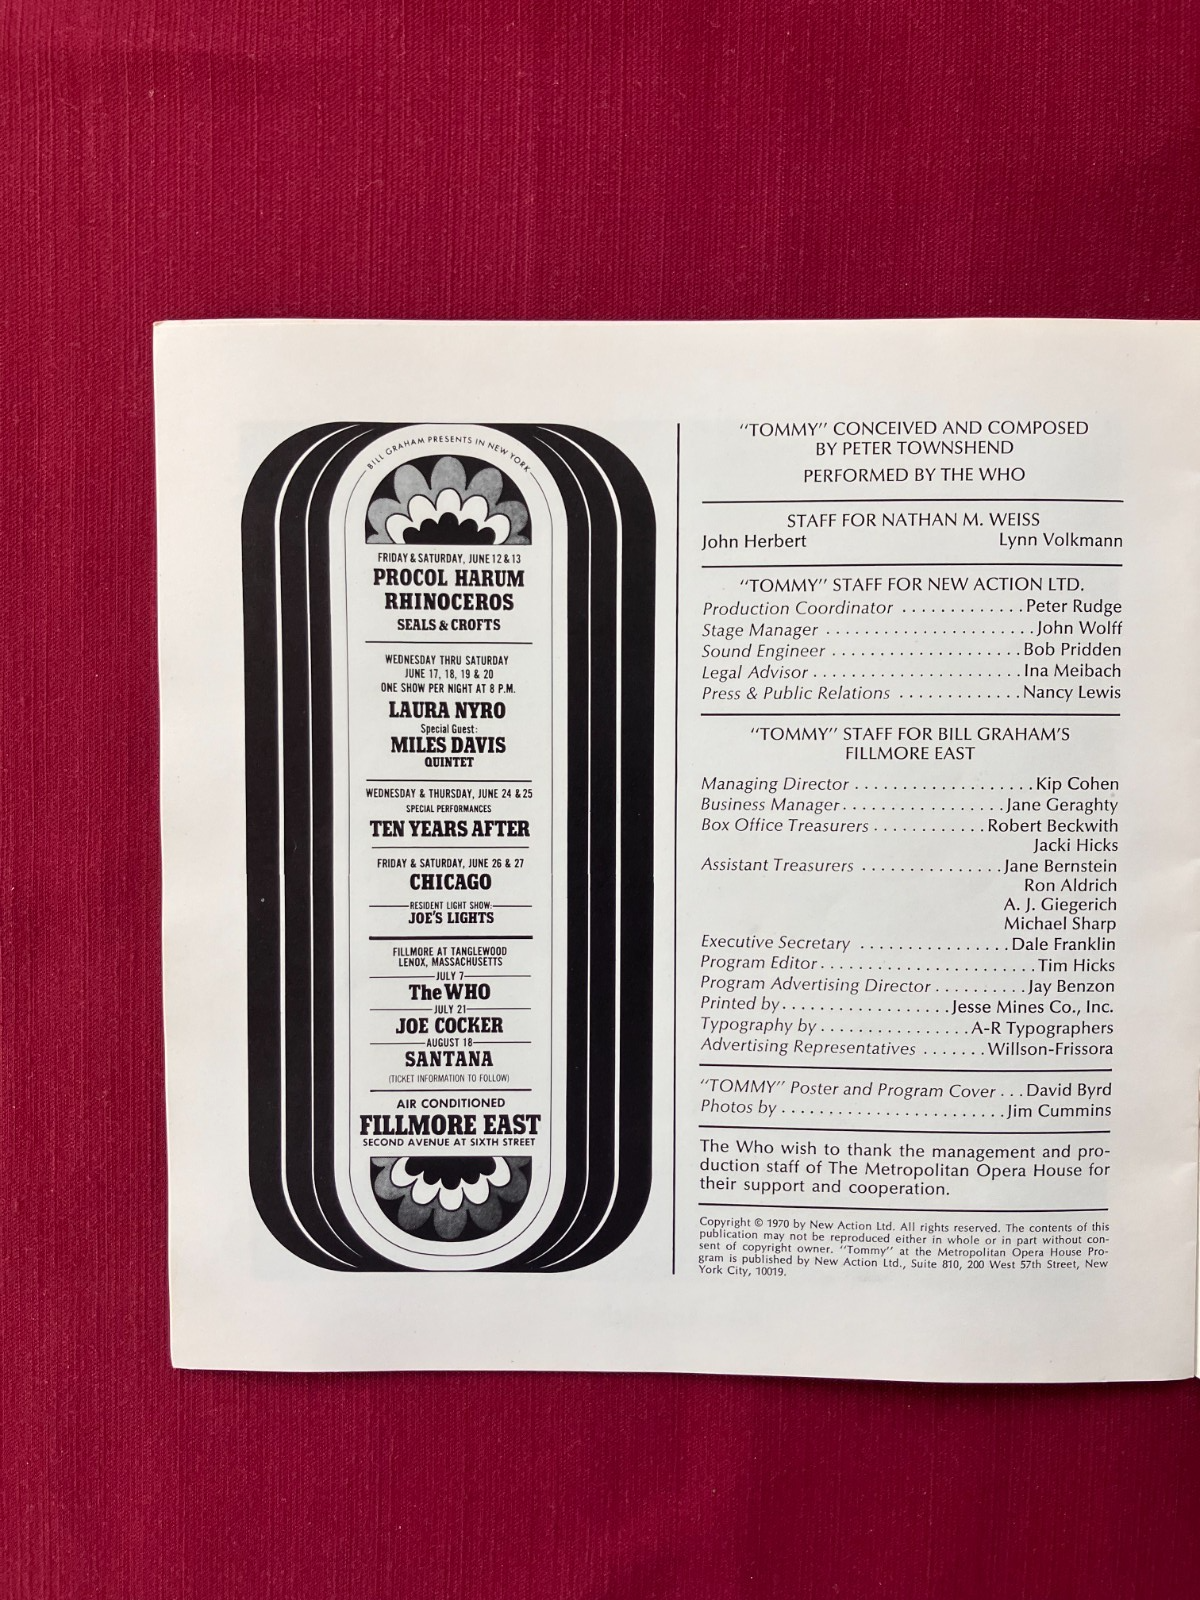 BILL GRAHAM PRESENTS IN NEW YORK
FRIDAY & SATURDAY, JUNE 12 & 13
PROCOL HARUM
RHINOCEROS
SEALS & CROFTS
WEDNESDAY THRU SATURDAY
JUNE 17, 18, 19 & 20
ONE SHOW PER NIGHT AT 8 P.M.
LAURA NYRO
Special Guest:
MILES DAVIS
QUINTET
WEDNESDAY & THURSDAY, JUNE 24 & 25
SPECIAL PERFORMANCES
TEN YEARS AFTER
FRIDAY & SATURDAY, JUNE 26 & 27
CHICAGO
RESIDENT LIGHT SHOW:
JOE'S LIGHTS
FILLMORE AT TANGLEWOOD
LENOX, MASSACHUSETTS
JULY 7
The WHO
JULY 21
JOE COCKER
AUGUST 18
SANTANA
(TICKET INFORMATION TO FOLLOW)
AIR CONDITIONED
FILLMORE EAST
SECOND AVENUE AT SIXTH STREET
"TOMMY" CONCEIVED AND COMPOSED
BY PETER TOWNSHEND
PERFORMED BY THE WHO
STAFF FOR NATHAN M. WEISS
John Herbert Lynn Volkmann
"TOMMY" STAFF FOR NEW ACTION LTD.
Production Coordinator . . . . . . . . . . . . . Peter Rudge
Stage Manager . . . . . . . . . . . . . . . . . . . . . . John Wolff
Sound Engineer . . . . . . . . . . . . . . . . . . . . Bob Pridden
Legal Advisor . . . . . . . . . . . . . . . . . . . . . . . Ina Meibach
Press & Public Relations . . . . . . . . . . . . . Nancy Lewis
"TOMMY" STAFF FOR BILL GRAHAM'S
FILLMORE EAST
Managing Director . . . . . . . . . . . . . . . . . . . Kip Cohen
Business Manager . . . . . . . . . . . . . . . . . Jane Geraghty
Box Office Treasurers . . . . . . . . . . . . Robert Beckwith
Jacki Hicks
Assistant Treasurers . . . . . . . . . . . . . . . Jane Bernstein
Ron Aldrich
A. J. Giegerich
Michael Sharp
Executive Secretary . . . . . . . . . . . . . . . . Dale Franklin
Program Editor . . . . . . . . . . . . . . . . . . . . . . . Tim Hicks
Program Advertising Director . . . . . . . . . . Jay Benzon
Printed by . . . . . . . . . . . . . . . . . . Jesse Mines Co., Inc.
Typography by . . . . . . . . . . . . . . . . A-R Typographers
Advertising Representatives . . . . . . . Willson-Frissora
"TOMMY" Poster and Program Cover . . . David Byrd
Photos by . . . . . . . . . . . . . . . . . . . . . . . . Jim Cummins
The Who wish to thank the management and pro-
duction staff of The Metropolitan Opera House for
their support and cooperation.
Copyright © 1970 by New Action Ltd. All rights reserved. The contents of this
publication may not be reproduced either in whole or in part without con-
sent of copyright owner. "Tommy" at the Metropolitan Opera House Pro-
gram is published by New Action Ltd., Suite 810, 200 West 57th Street, New
York City, 10019.